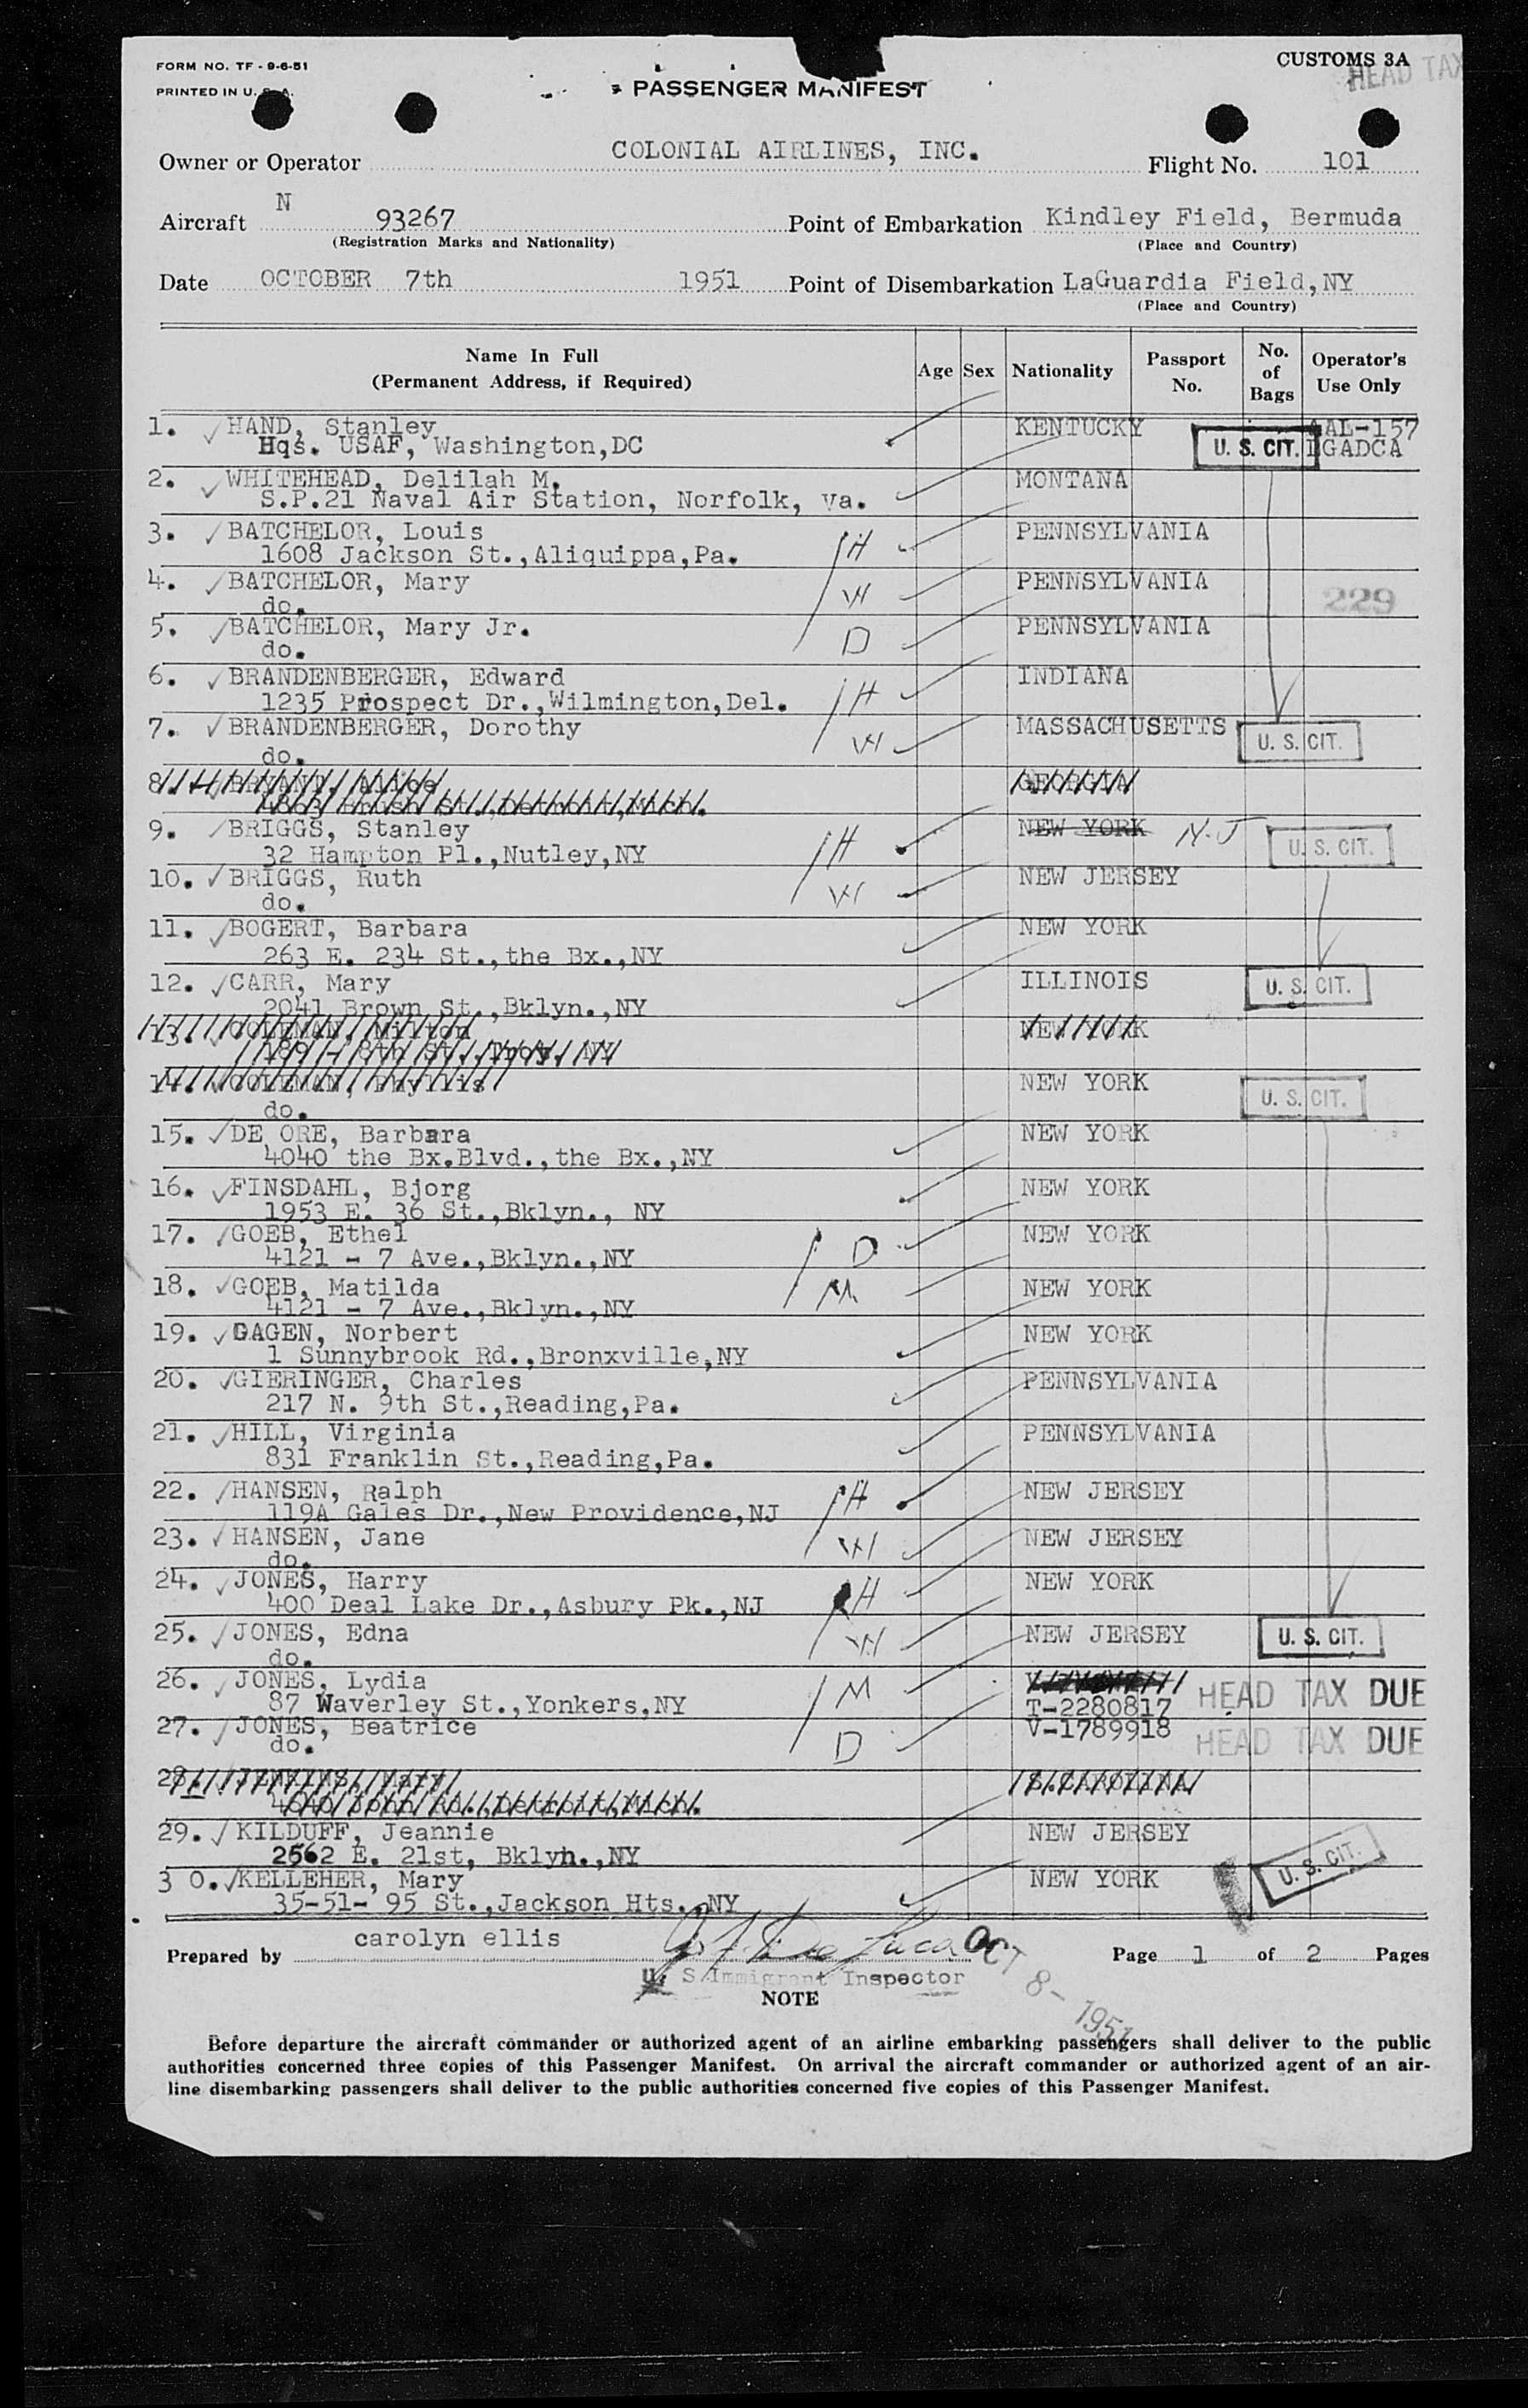 FORM NO. TF - 9-6-51
CUSTOMS 3A
HEAD TAX
PRINTED IN U. S. A.
PASSENGER MANIFEST
Owner or Operator COLONIAL AIRLINES, INC. Flight No. 101
Aircraft N 93267 Point of Embarkation Kindley Field, Bermuda
(Registration Marks and Nationality) (Place and Country)
Date OCTOBER 7th 1951 Point of Disembarkation LaGuardia Field,NY
(Place and Country)
Name In Full (Permanent Address, if Required) Age Sex Nationality Passport No. No. of Bags Operator's Use Only
1. HAND, Stanley KENTUCKY AAL-157
Hqs. USAF, Washington,DC U. S. CIT. IGADCA
2. WHITEHEAD, Delilah M. MONTANA
S.P.21 Naval Air Station, Norfolk, va.
3. BATCHELOR, Louis H PENNSYLVANIA
1608 Jackson St.,Aliquippa,Pa.
4. BATCHELOR, Mary W PENNSYLVANIA 229
do.
5. BATCHELOR, Mary Jr. D PENNSYLVANIA
do.
6. BRANDENBERGER, Edward H INDIANA
1235 Prospect Dr.,Wilmington,Del.
7. BRANDENBERGER, Dorothy W MASSACHUSETTS U. S. CIT.
do.
8. GEORGIA
9. BRIGGS, Stanley H NEW YORK N.J U. S. CIT.
32 Hampton Pl.,Nutley,NY
10. BRIGGS, Ruth W NEW JERSEY
do.
11. BOGERT, Barbara NEW YORK
263 E. 234 St.,the Bx.,NY
12. CARR, Mary ILLINOIS U. S. CIT.
2041 Brown St.,Bklyn.,NY
13. COLEMAN, Milton NEW YORK
14. COLEMAN, Phyllis NEW YORK U. S. CIT.
do.
15. DE ORE, Barbara NEW YORK
4040 the Bx.Blvd.,the Bx.,NY
16. FINSDAHL, Bjorg NEW YORK
1953 E. 36 St.,Bklyn., NY
17. GOEB, Ethel D NEW YORK
4121 - 7 Ave.,Bklyn.,NY
18. GOEB, Matilda M NEW YORK
4121 - 7 Ave.,Bklyn.,NY
19. GAGEN, Norbert NEW YORK
1 Sunnybrook Rd.,Bronxville,NY
20. GIERINGER, Charles PENNSYLVANIA
217 N. 9th St.,Reading,Pa.
21. HILL, Virginia PENNSYLVANIA
831 Franklin St.,Reading,Pa.
22. HANSEN, Ralph H NEW JERSEY
119A Gales Dr.,New Providence,NJ
23. HANSEN, Jane W NEW JERSEY
do.
24. JONES, Harry H NEW YORK
400 Deal Lake Dr.,Asbury Pk.,NJ
25. JONES, Edna W NEW JERSEY U. S. CIT.
do.
26. JONES, Lydia M HEAD TAX DUE
87 Waverley St.,Yonkers,NY T-2280817
27. JONES, Beatrice D V-1789918 HEAD TAX DUE
do.
28. S.CAROLINA
29. KILDUFF, Jeannie NEW JERSEY
2562 E. 21st, Bklyn.,NY U. S. CIT.
3 0. KELLEHER, Mary NEW YORK
35-51- 95 St.,Jackson Hts.,NY
Prepared by carolyn ellis OCT 8- 1951 Page 1 of 2 Pages
U. S. Immigrant Inspector
NOTE
Before departure the aircraft commander or authorized agent of an airline embarking passengers shall deliver to the public
authorities concerned three copies of this Passenger Manifest. On arrival the aircraft commander or authorized agent of an air-
line disembarking passengers shall deliver to the public authorities concerned five copies of this Passenger Manifest.